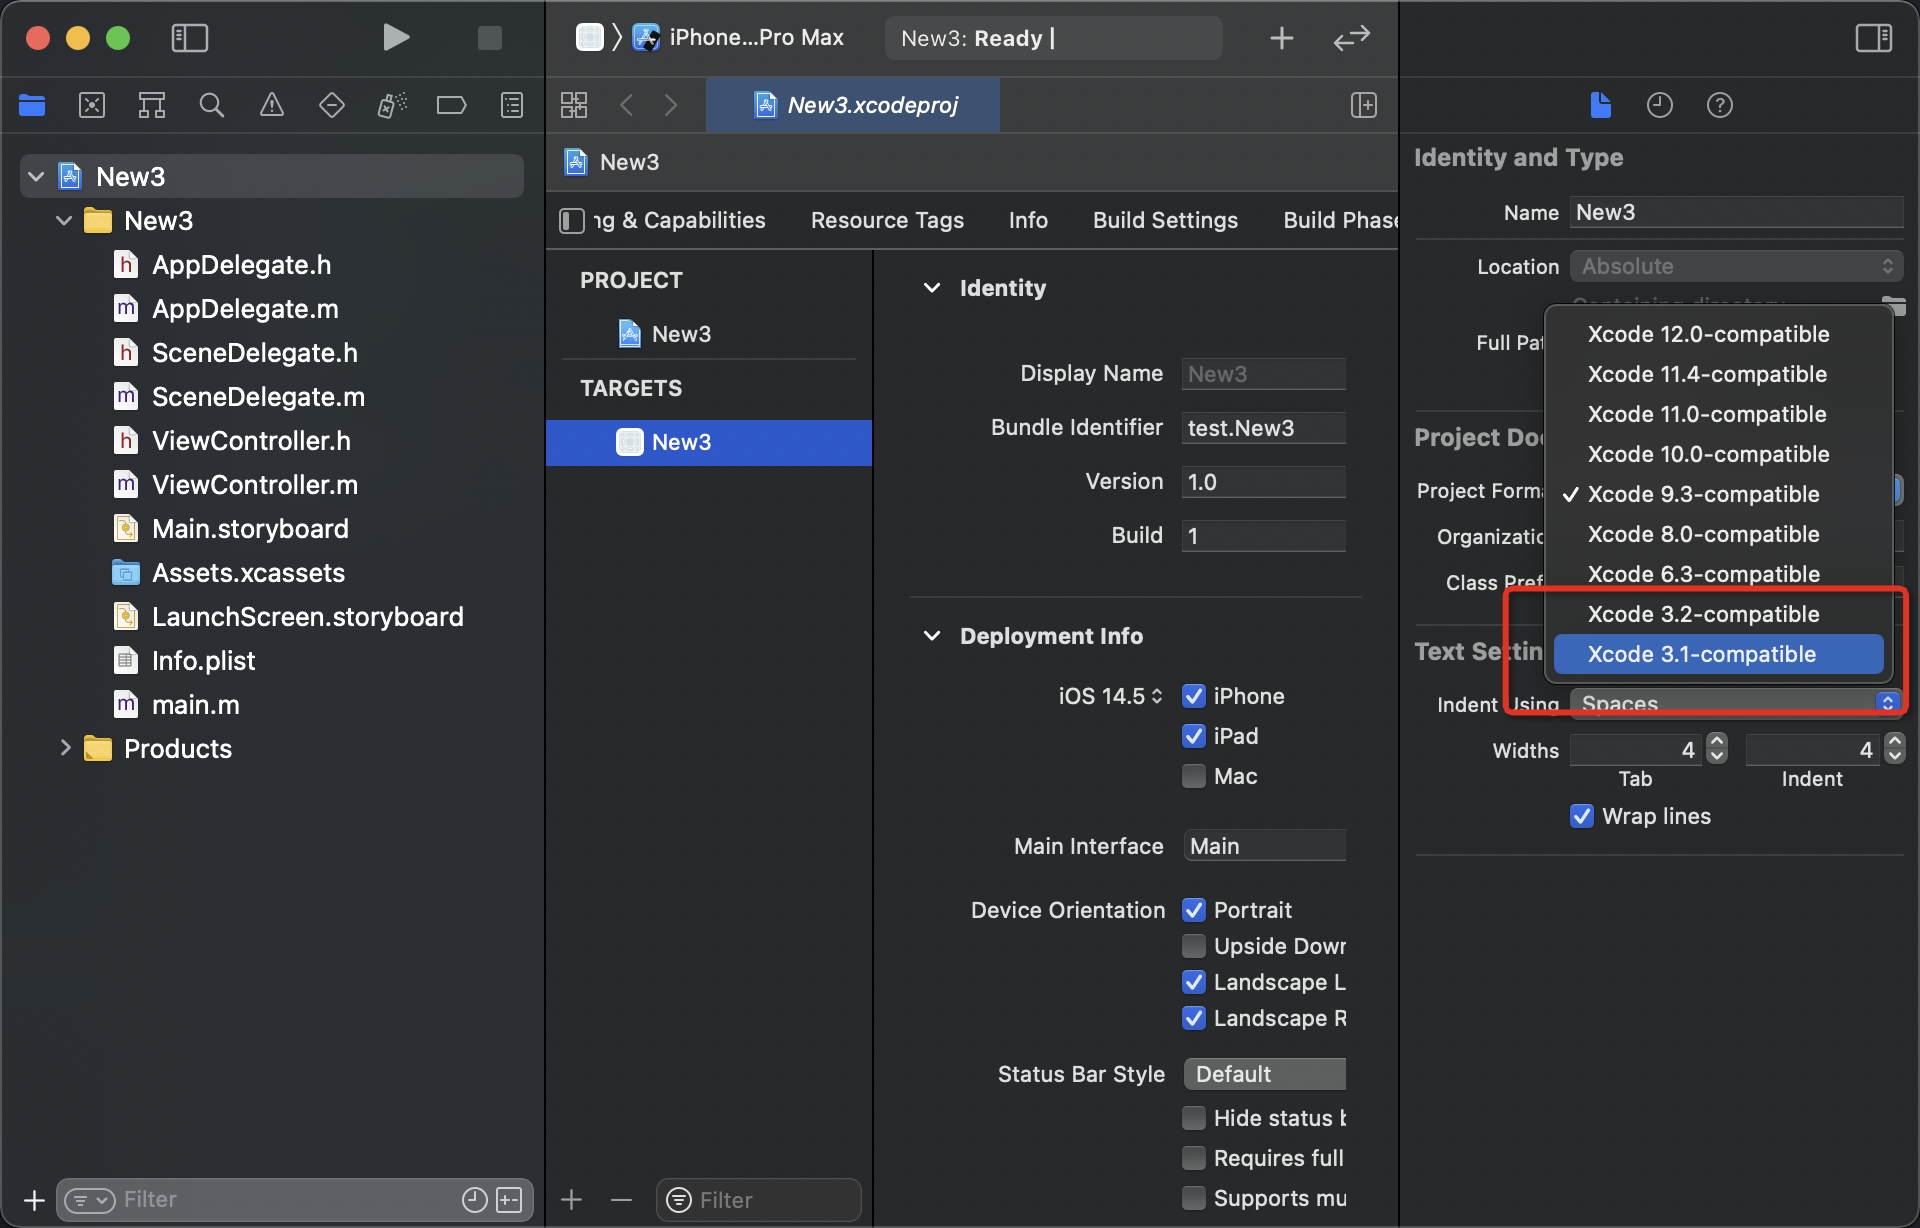 iPhone...Pro Max
New3: Ready |
New3.xcodeproj
New3
New3
AppDelegate.h
AppDelegate.m
SceneDelegate.h
SceneDelegate.m
ViewController.h
ViewController.m
Main.storyboard
Assets.xcassets
LaunchScreen.storyboard
Info.plist
main.m
Products
Filter
New3
ng & Capabilities
Resource Tags
Info
Build Settings
Build Phase
PROJECT
New3
TARGETS
New3
Filter
Identity
Display Name New3
Bundle Identifier test.New3
Version 1.0
Build 1
Deployment Info
iOS 14.5 iPhone
iPad
Mac
Main Interface Main
Device Orientation Portrait
Upside Down
Landscape L
Landscape R
Status Bar Style Default
Hide status b
Requires full
Supports mu
Identity and Type
Name New3
Location Absolute
Containing directory
Full Pat
Project Doc
Project Forma
Organizatio
Class Pref
Xcode 12.0-compatible
Xcode 11.4-compatible
Xcode 11.0-compatible
Xcode 10.0-compatible
Xcode 9.3-compatible
Xcode 8.0-compatible
Xcode 6.3-compatible
Xcode 3.2-compatible
Xcode 3.1-compatible
Text Settin
Indent Using Spaces
Widths 4 4
Tab Indent
Wrap lines